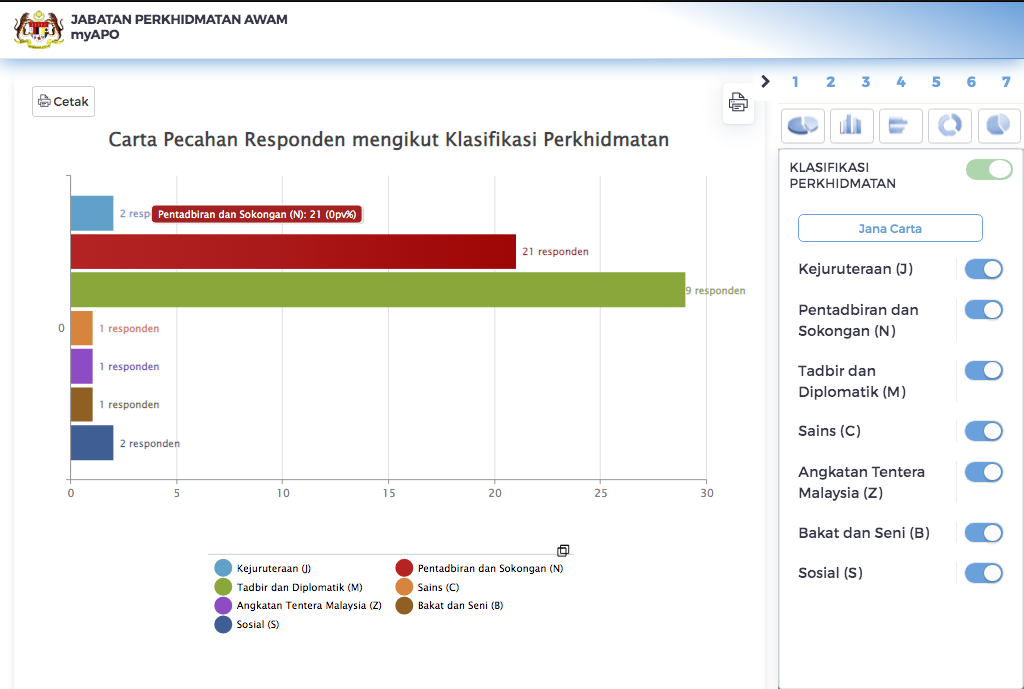 JABATAN PERKHIDMATAN AWAM
myAPO
Cetak
1 2 3 4 5 6 7
Carta Pecahan Responden mengikut Klasifikasi Perkhidmatan
2 resp
Pentadbiran dan Sokongan (N): 21 (0pv%)
21 responden
9 responden
0
1 responden
1 responden
1 responden
2 responden
0 5 10 15 20 25 30
Kejuruteraan (J)
Pentadbiran dan Sokongan (N)
Tadbir dan Diplomatik (M)
Sains (C)
Angkatan Tentera Malaysia (Z)
Bakat dan Seni (B)
Sosial (S)
KLASIFIKASI
PERKHIDMATAN
Jana Carta
Kejuruteraan (J)
Pentadbiran dan
Sokongan (N)
Tadbir dan
Diplomatik (M)
Sains (C)
Angkatan Tentera
Malaysia (Z)
Bakat dan Seni (B)
Sosial (S)